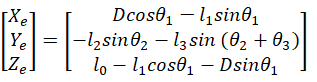 [Xₑ] = [Dcosθ₁ − l₁sinθ₁]
[Yₑ] = [−l₂sinθ₂ − l₃sin (θ₂ + θ₃)]
[Zₑ] = [l₀ − l₁cosθ₁ − Dsinθ₁]